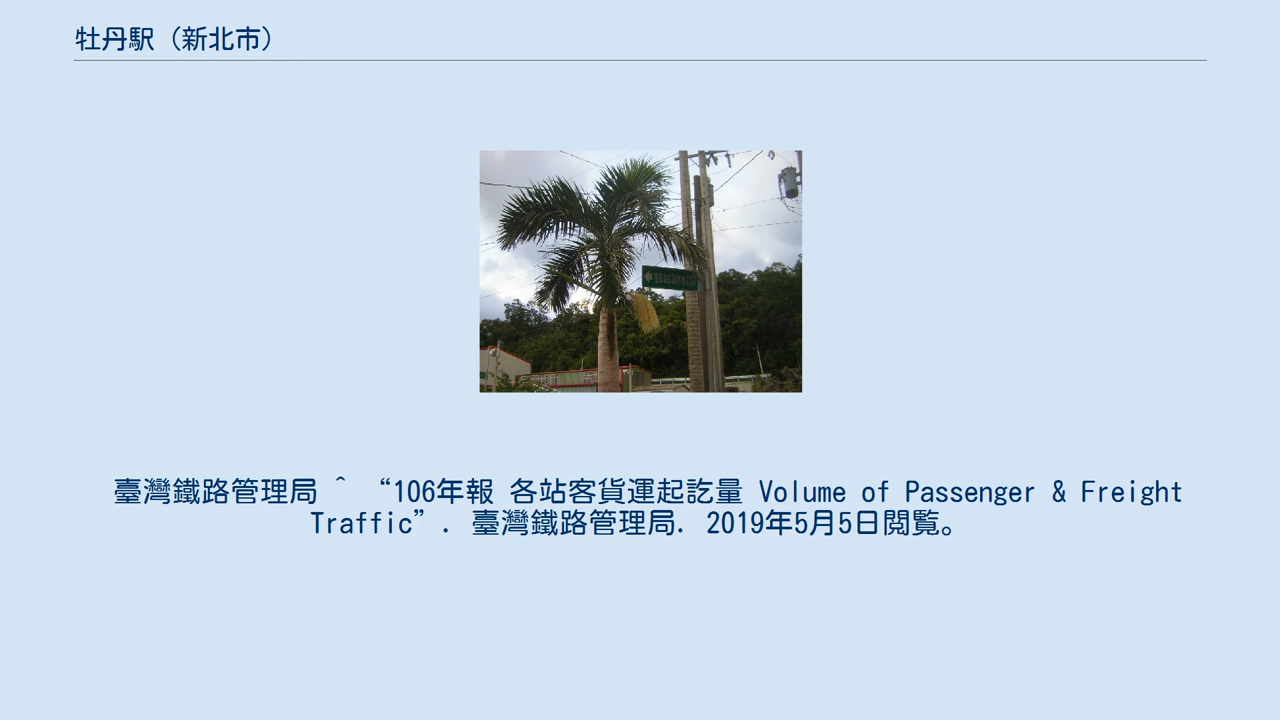 牡丹駅（新北市）
臺灣鐵路管理局 ^ “106年報 各站客貨運起訖量 Volume of Passenger & Freight
Traffic”. 臺灣鐵路管理局. 2019年5月5日閲覧。